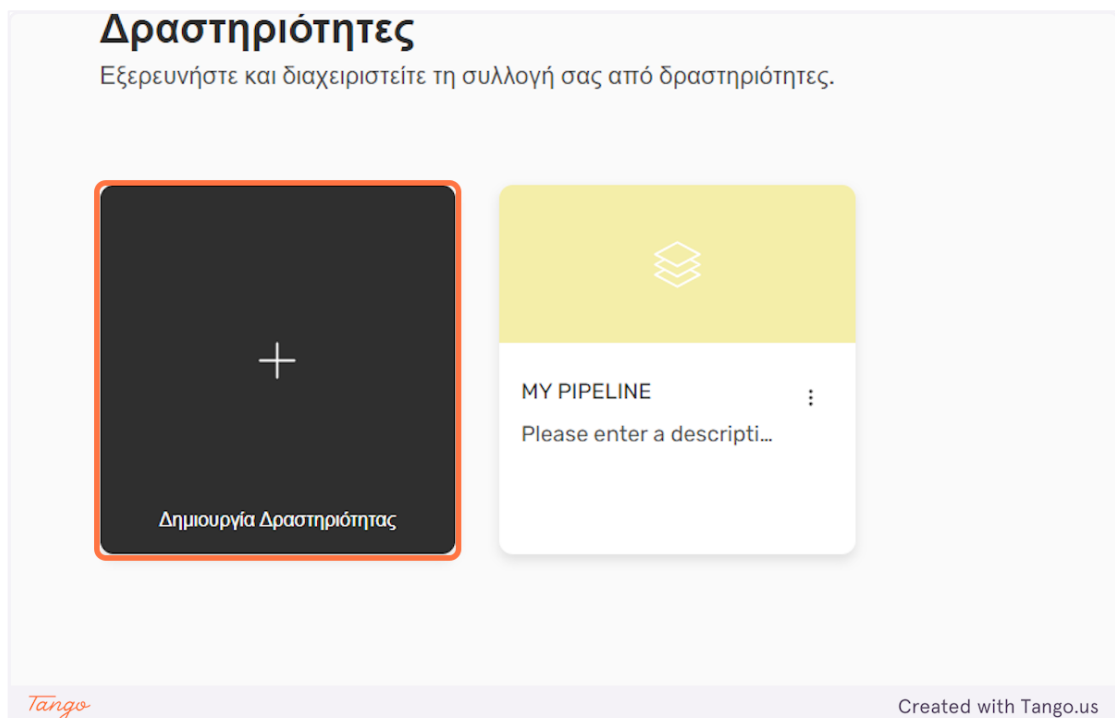 Δραστηριότητες
Εξερευνήστε και διαχειριστείτε τη συλλογή σας από δραστηριότητες.
Δημιουργία Δραστηριότητας
MY PIPELINE
Please enter a descripti...
Tango
Created with Tango.us